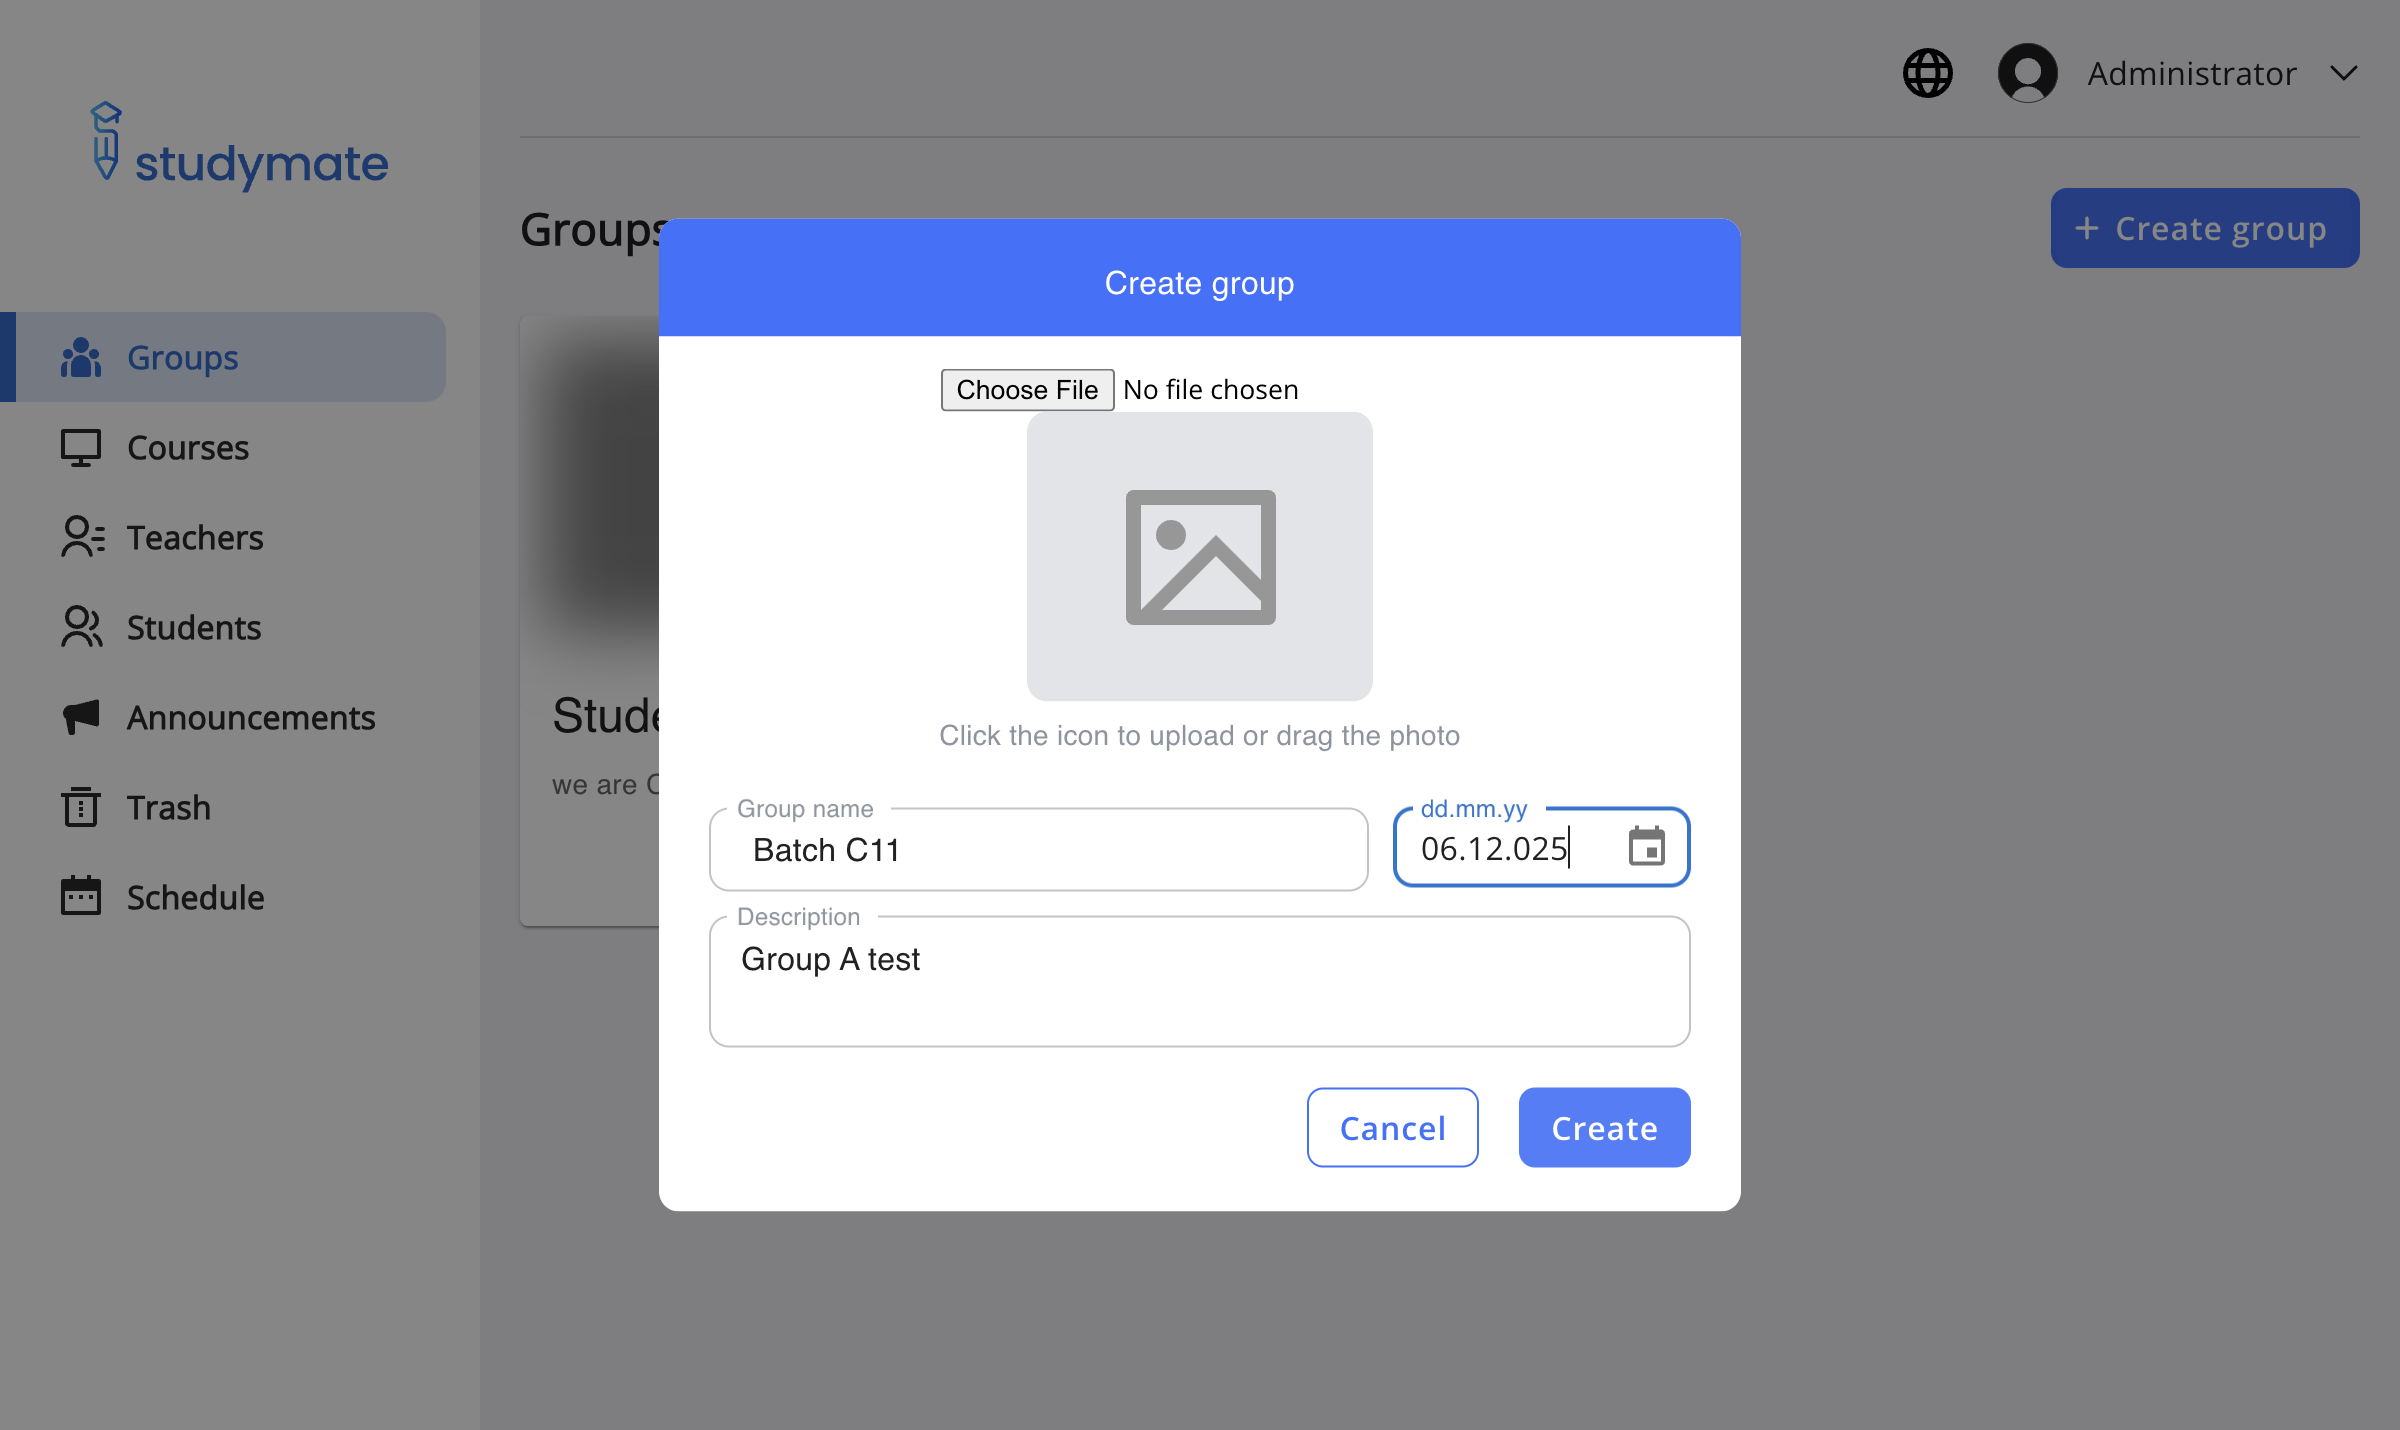 studymate
Administrator
Groups
+ Create group
Groups
Courses
Teachers
Students
Announcements
Trash
Schedule
Stude
we are
Create group
Choose File No file chosen
Click the icon to upload or drag the photo
Group name
Batch C11
dd.mm.yy
06.12.025
Description
Group A test
Cancel
Create